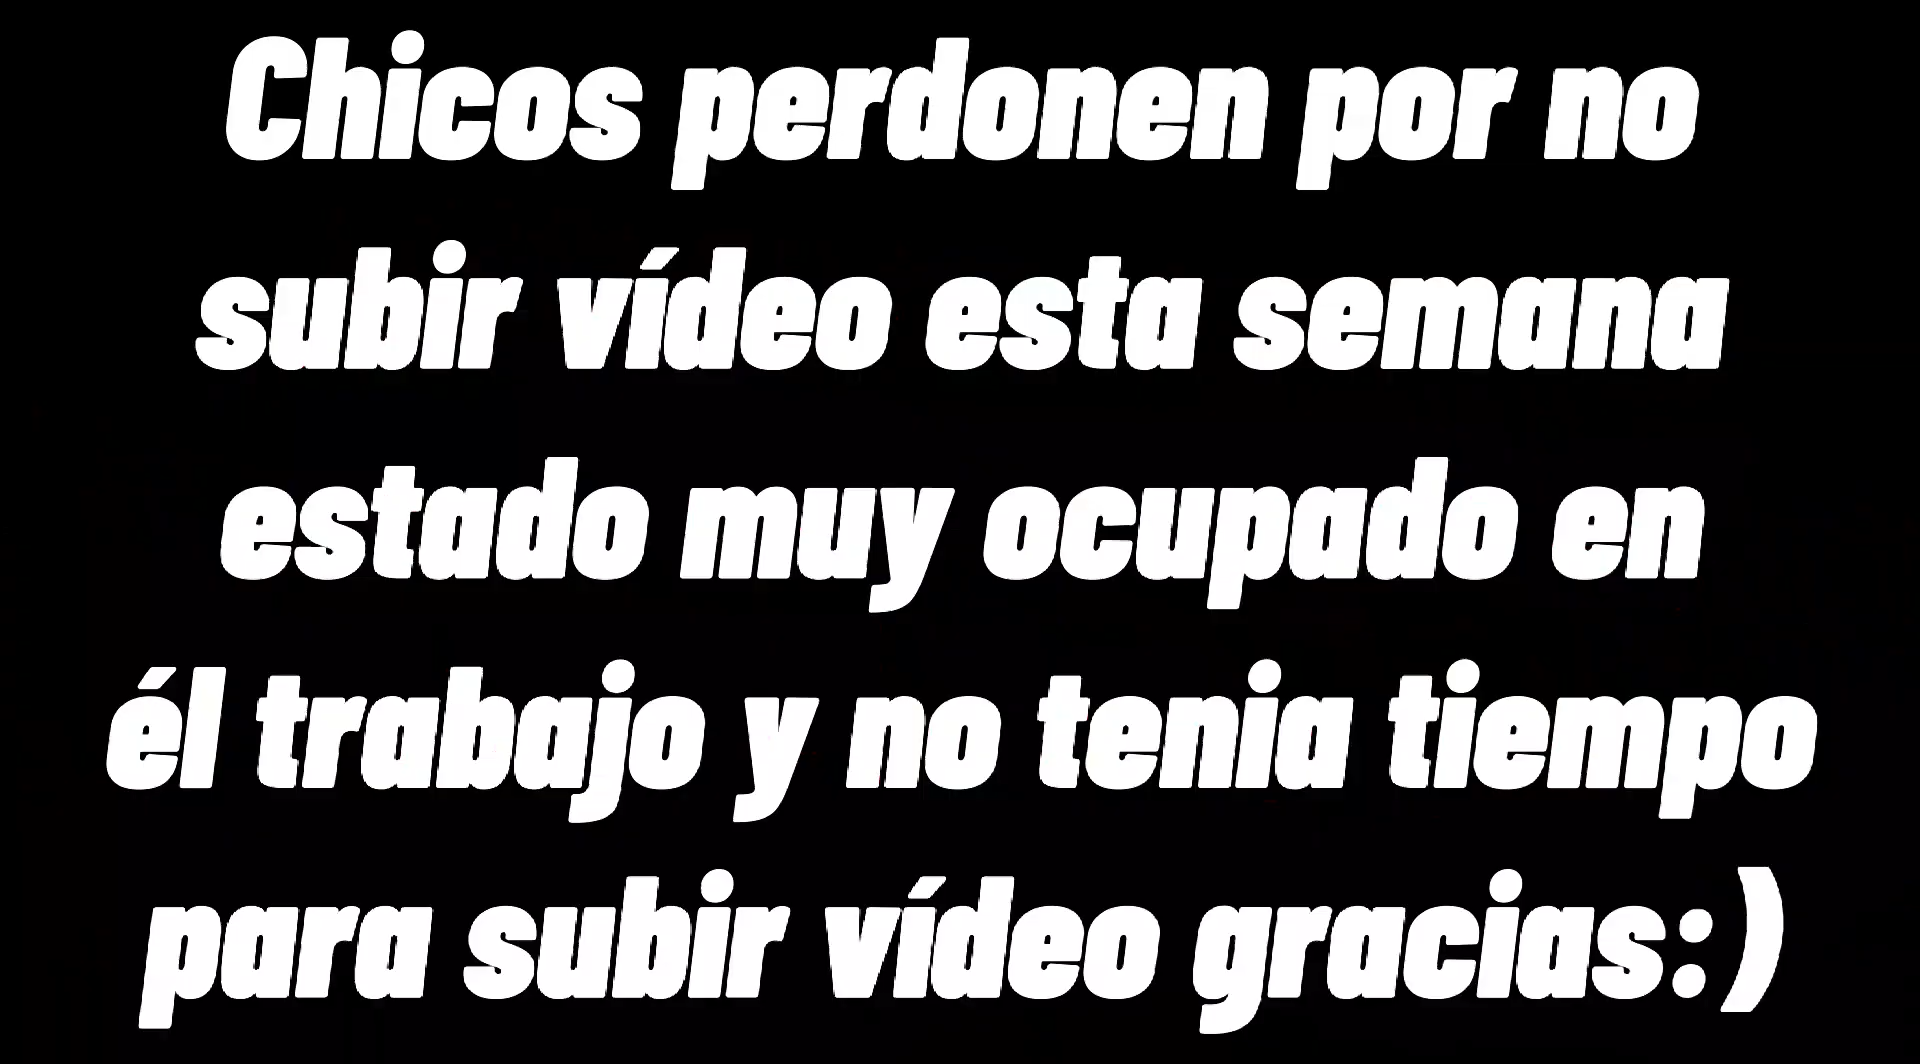 Chicos perdonen por no
subir vídeo esta semana
estado muy ocupado en
él trabajo y no tenia tiempo
para subir vídeo gracias:)